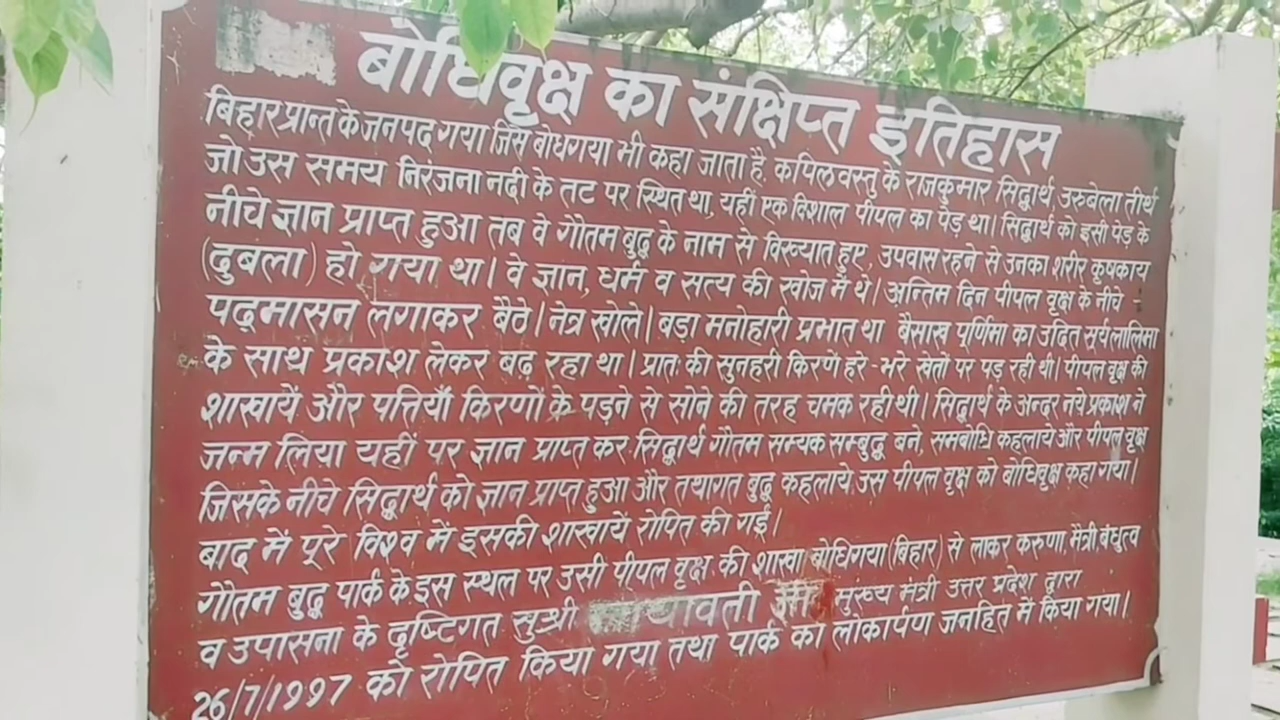 बोधिवृक्ष का संक्षिप्त इतिहास
बिहार प्रान्त के जनपद गया जिसे बोधगया भी कहा जाता है, कपिलवस्तु के राजकुमार सिद्धार्थ, उरुबेला तीर्थ
जो उस समय निरंजना नदी के तट पर स्थित था, यहीं एक विशाल पीपल का पेड़ था। सिद्धार्थ को इसी पेड़ के
नीचे ज्ञान प्राप्त हुआ तब वे गौतम बुद्ध के नाम से विख्यात हुए, उपवास रहने से उनका शरीर कृषकाय
(दुबला) हो गया था। वे ज्ञान, धर्म व सत्य की खोज में थे। अन्तिम दिन पीपल वृक्ष के नीचे -
पद्मासन लगाकर बैठे। नेत्र खोले। बड़ा मनोहारी प्रभात था बैसाख पूर्णिमा का उदित सूर्य लालिमा
के साथ प्रकाश लेकर बढ़ रहा था। प्रातः की सुनहरी किरणें हरे-भरे खेतों पर पड़ रही थी। पीपल वृक्ष की
शाखायें और पत्तियाँ किरणों के पड़ने से सोने की तरह चमक रही थी। सिद्धार्थ के अन्दर नये प्रकाश ने
जन्म लिया यहीं पर ज्ञान प्राप्त कर सिद्धार्थ गौतम सम्यक सम्बुद्ध बने, समबोधि कहलाये और पीपल वृक्ष
जिसके नीचे सिद्धार्थ को ज्ञान प्राप्त हुआ और तथागत बुद्ध कहलाये, उस पीपल वृक्ष को बोधिवृक्ष कहा गया।
बाद में पूरे विश्व में इसकी शाखायें रोपित की गईं।
गौतम बुद्ध पार्क के इस स्थल पर उसी पीपल वृक्ष की शाखा बोधिगया (बिहार) से लाकर करुणा, मैत्री, बंधुत्व
व उपासना के दृष्टिगत सुश्री मुख्य मंत्री उत्तर प्रदेश द्वारा
26/7/1997 को रोपित किया गया तथा पार्क का लोकार्पण जनहित में किया गया।